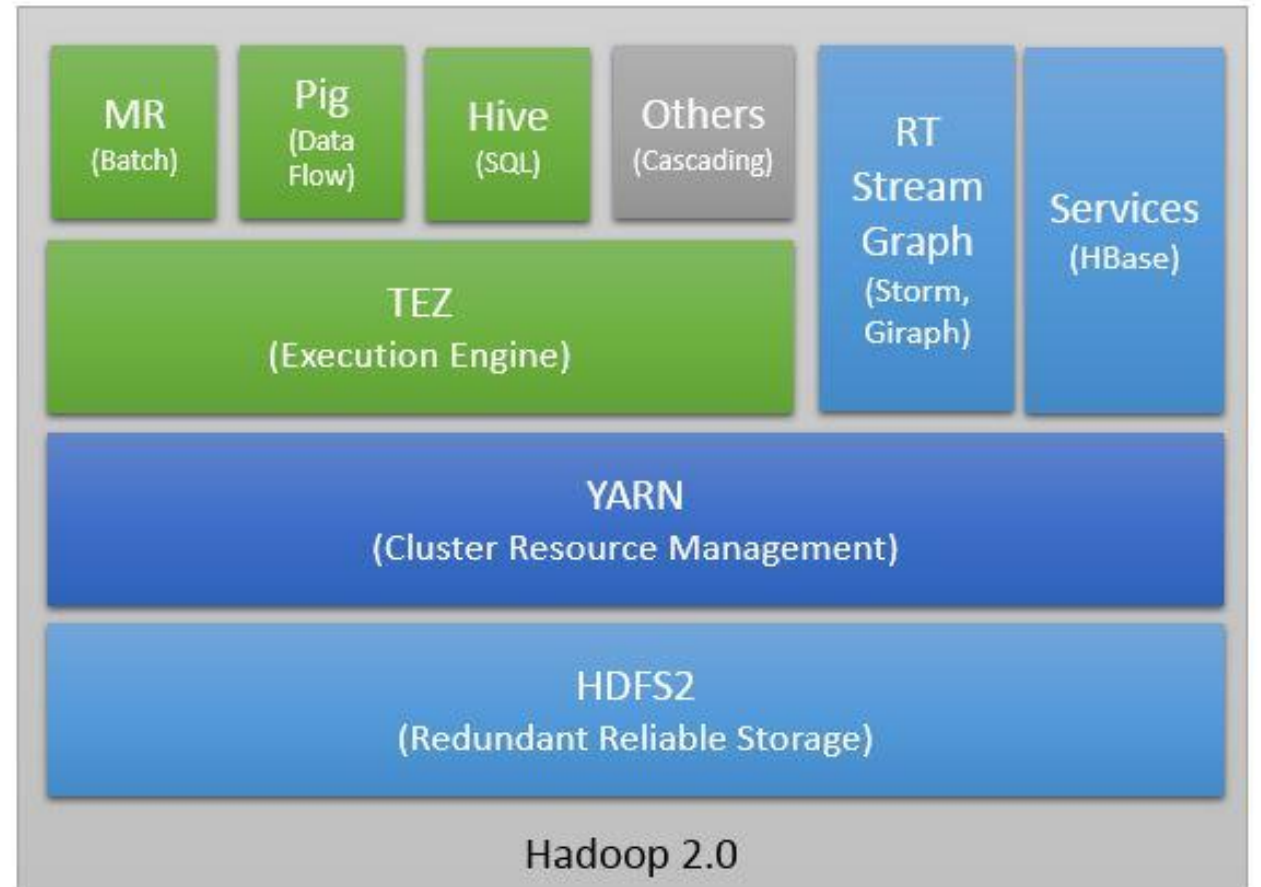 MR
(Batch)
Pig
(Data
Flow)
Hive
(SQL)
Others
(Cascading)
RT
Stream
Graph
(Storm,
Giraph)
Services
(HBase)
TEZ
(Execution Engine)
YARN
(Cluster Resource Management)
HDFS2
(Redundant Reliable Storage)
Hadoop 2.0